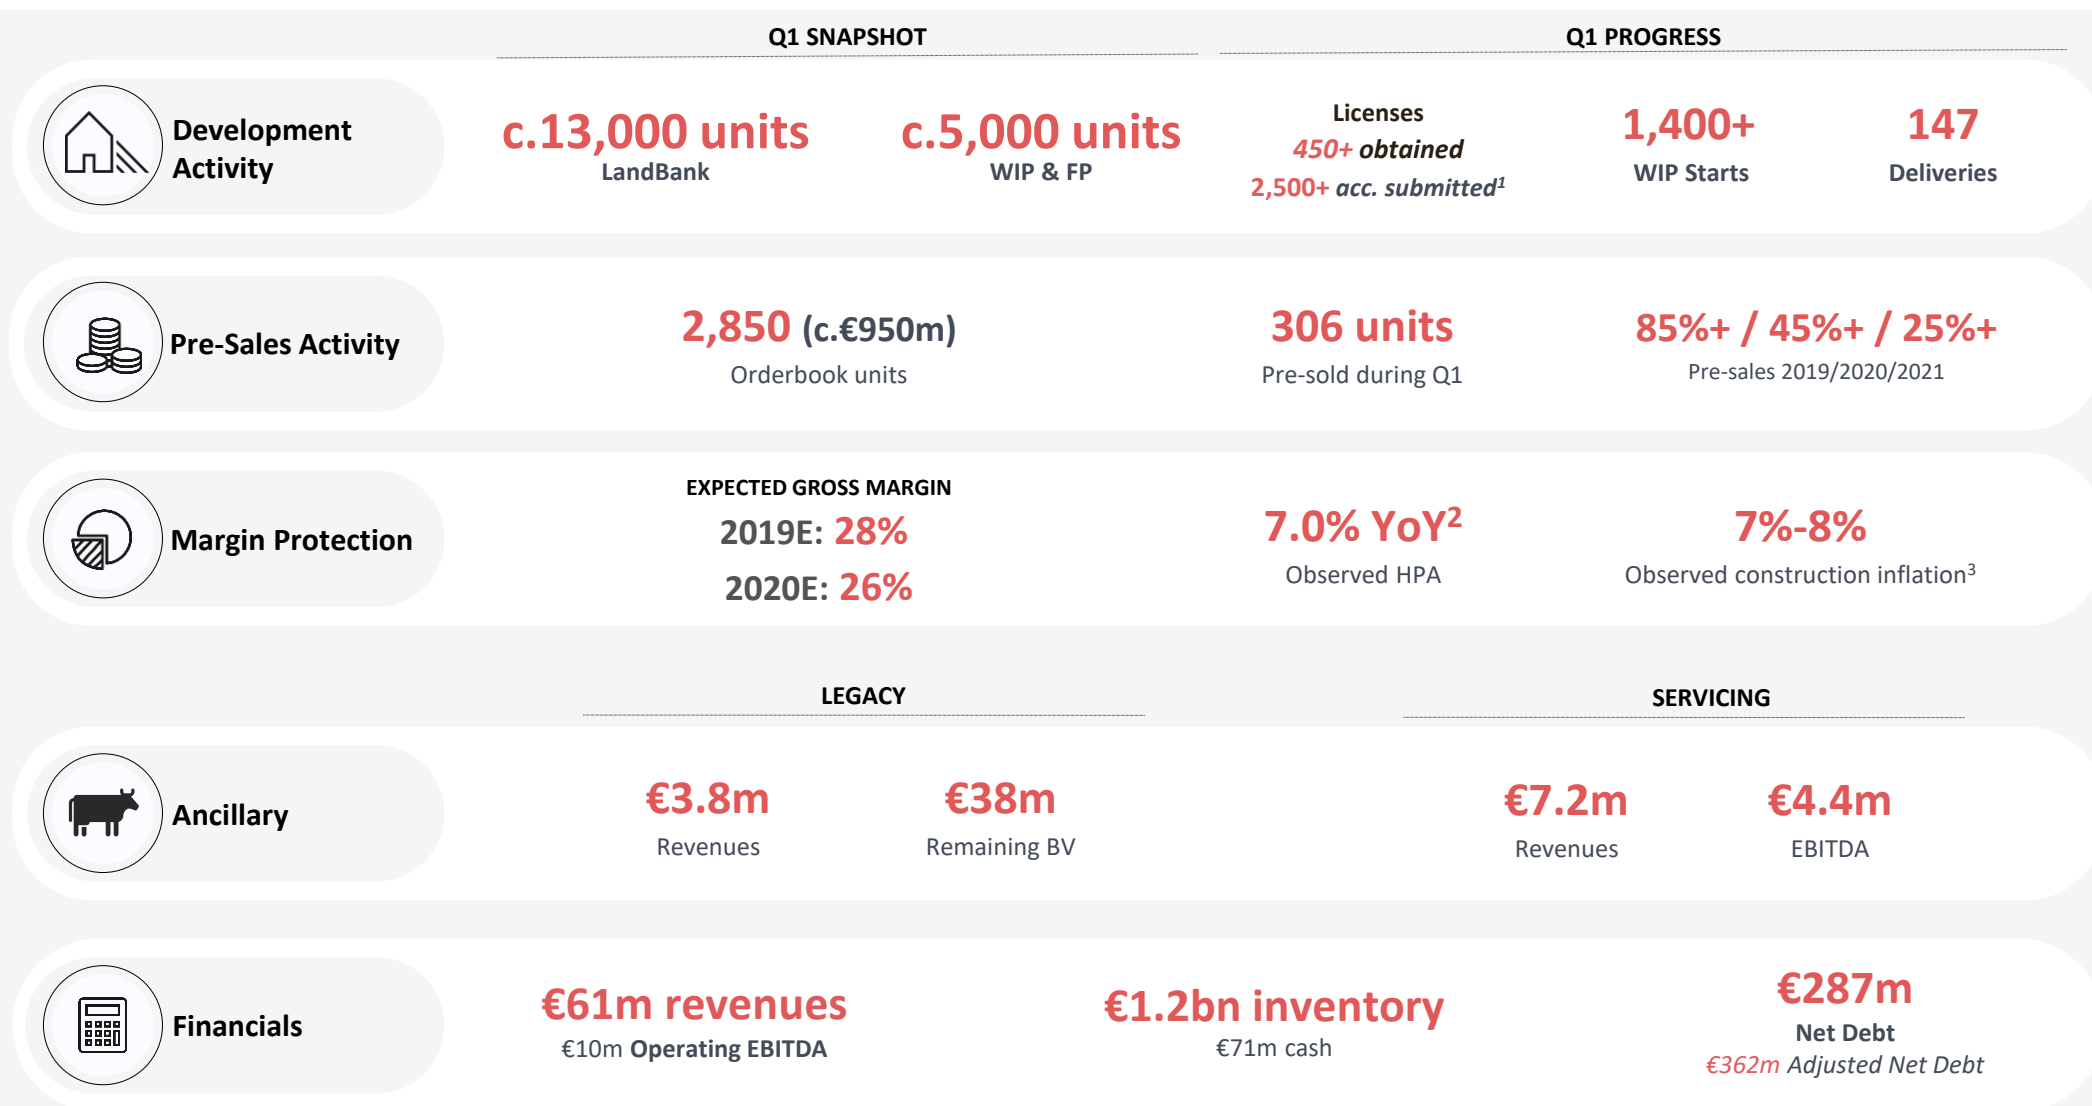 Q1 SNAPSHOT
Q1 PROGRESS
Development
Activity
c.13,000 units
LandBank
c.5,000 units
WIP & FP
Licenses
450+ obtained
2,500+ acc. submitted¹
1,400+
WIP Starts
147
Deliveries
Pre-Sales Activity
2,850 (c.€950m)
Orderbook units
306 units
Pre-sold during Q1
85%+ / 45%+ / 25%+
Pre-sales 2019/2020/2021
Margin Protection
EXPECTED GROSS MARGIN
2019E: 28%
2020E: 26%
7.0% YoY²
Observed HPA
7%-8%
Observed construction inflation³
LEGACY
SERVICING
Ancillary
€3.8m
Revenues
€38m
Remaining BV
€7.2m
Revenues
€4.4m
EBITDA
Financials
€61m revenues
€10m Operating EBITDA
€1.2bn inventory
€71m cash
€287m
Net Debt
€362m Adjusted Net Debt